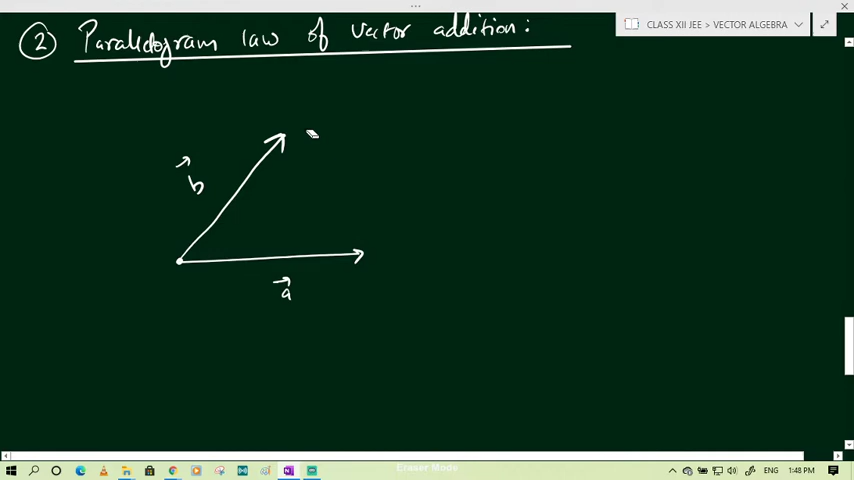 ② Parallelogram law of vector addition:
CLASS XII JEE > VECTOR ALGEBRA
b
a
Eraser Mode
ENG
1:48 PM